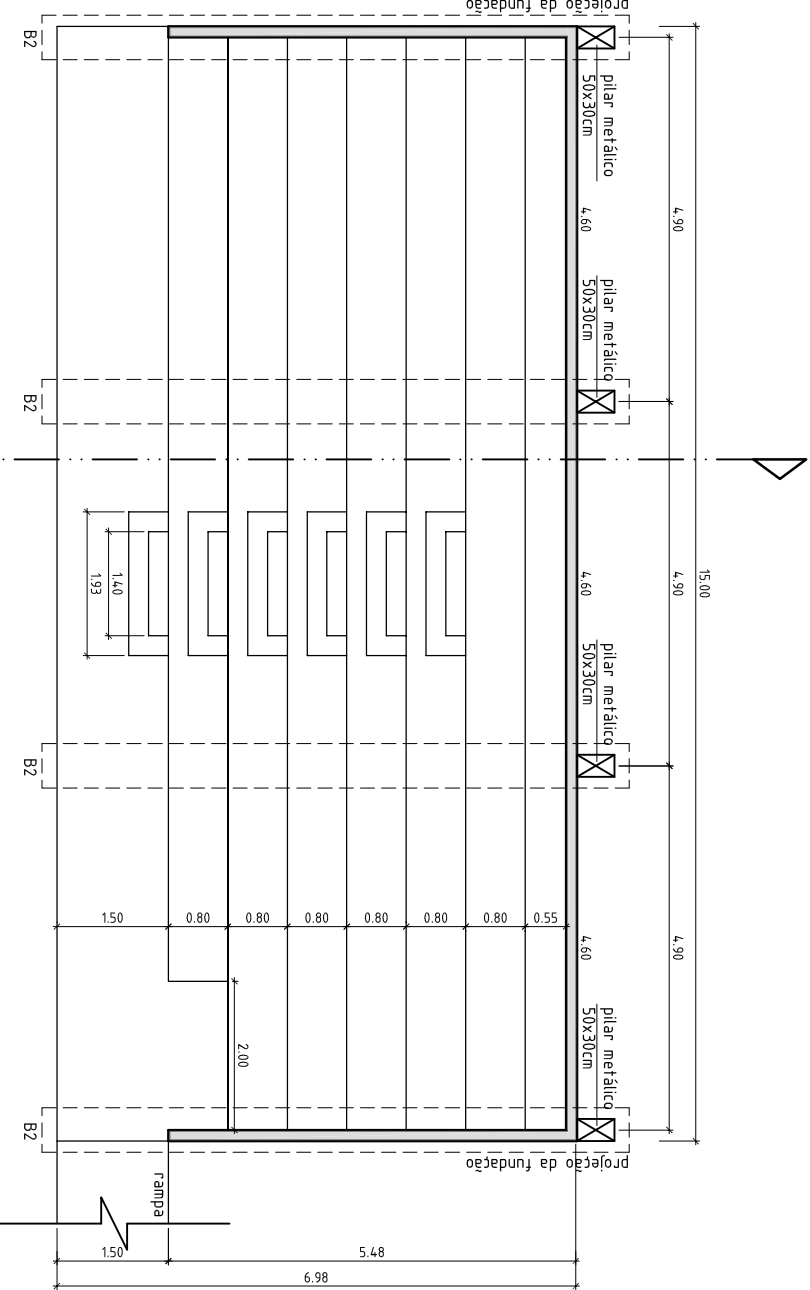 projeção da fundação
B2
pilar metálico
50x30cm
4.60
4.90
pilar metálico
50x30cm
B2
15.00
4.60
4.90
1.40
1.93
pilar metálico
50x30cm
B2
1.50
0.80
0.80
0.80
0.80
0.80
0.80
0.55
4.60
4.90
2.00
pilar metálico
50x30cm
B2
projeção da fundação
rampa
1.50
5.48
6.98